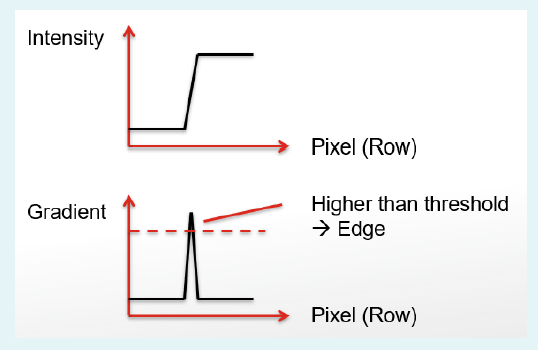 Intensity
Pixel (Row)
Gradient
Higher than threshold
→ Edge
Pixel (Row)